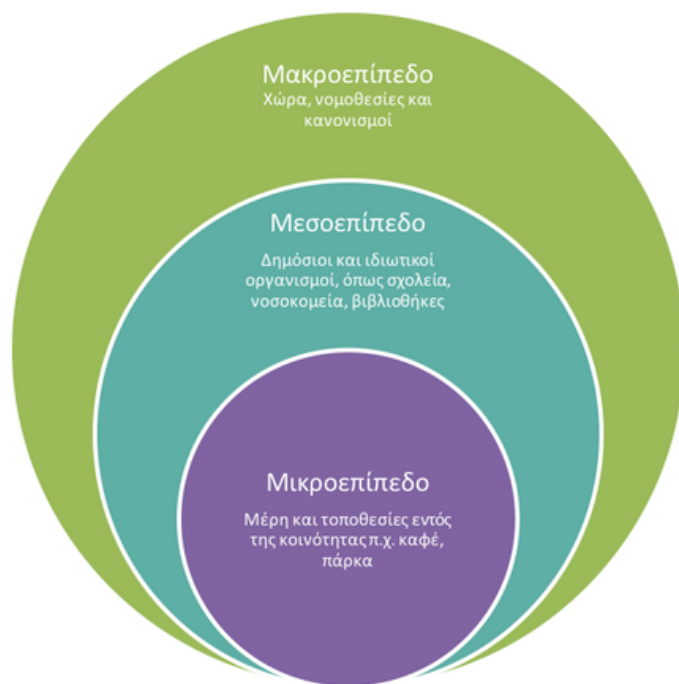 Μακροεπίπεδο
Χώρα, νομοθεσίες και
κανονισμοί
Μεσοεπίπεδο
Δημόσιοι και ιδιωτικοί
οργανισμοί, όπως σχολεία,
νοσοκομεία, βιβλιοθήκες
Μικροεπίπεδο
Μέρη και τοποθεσίες εντός
της κοινότητας π.χ. καφέ,
πάρκα